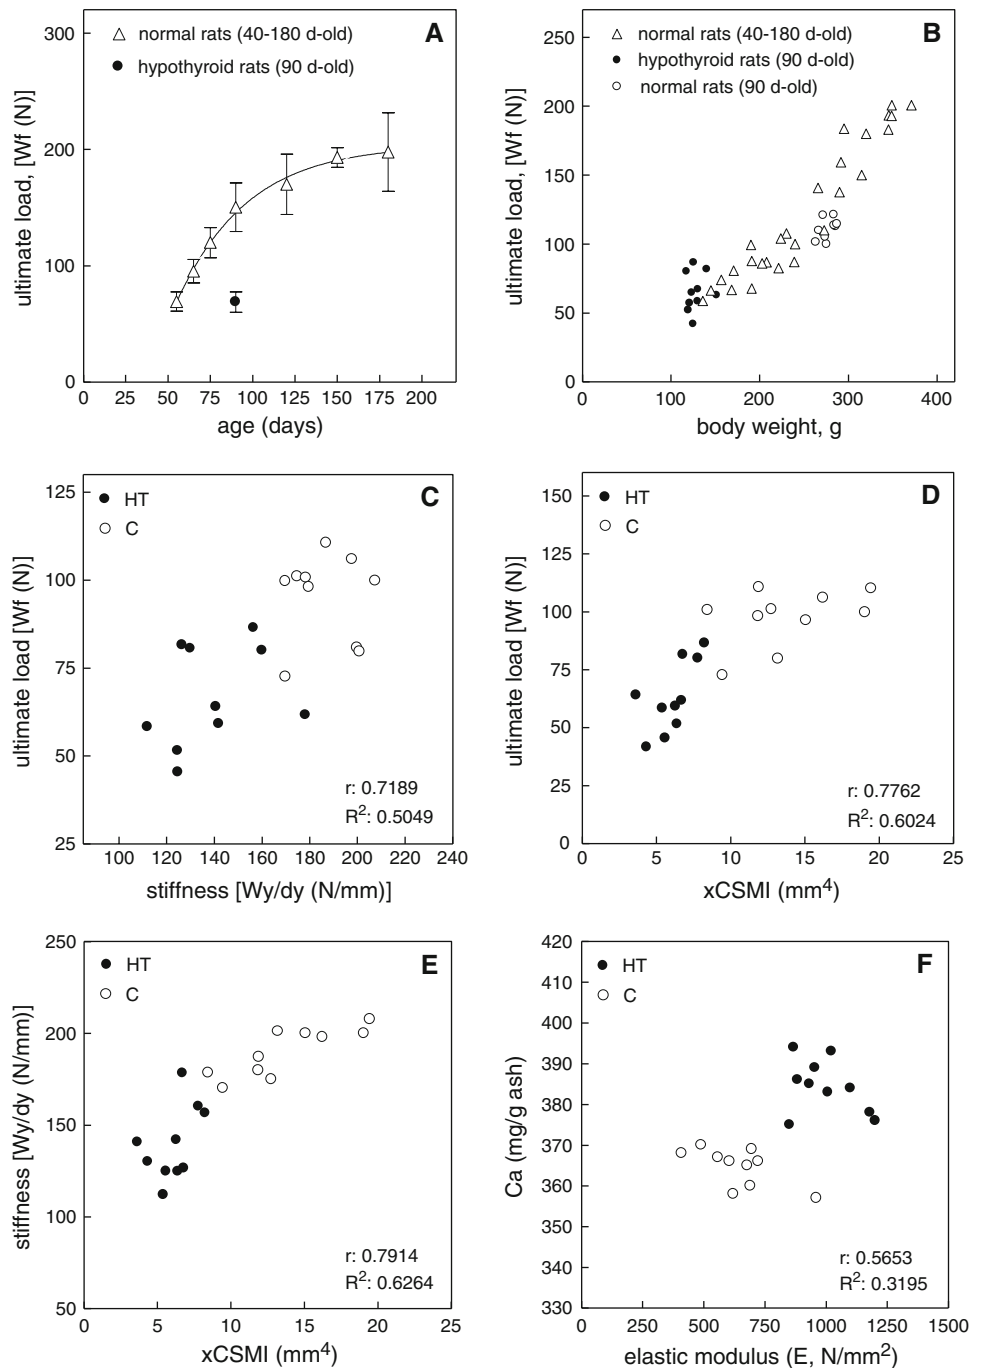 A
normal rats (40-180 d-old)
hypothyroid rats (90 d-old)
ultimate load, [Wf (N)]
300
200
100
0
0 25 50 75 100 125 150 175 200
age (days)
B
normal rats (40-180 d-old)
hypothyroid rats (90 d-old)
normal rats (90 d-old)
ultimate load, [Wf (N)]
250
200
150
100
50
0
0 100 200 300 400
body weight, g
C
HT
C
ultimate load [Wf (N)]
125
100
75
50
25
r: 0.7189
R²: 0.5049
100 120 140 160 180 200 220 240
stiffness [Wy/dy (N/mm)]
D
HT
C
ultimate load [Wf (N)]
150
125
100
75
50
25
0
r: 0.7762
R²: 0.6024
0 5 10 15 20 25
xCSMI (mm⁴)
E
HT
C
stiffness [Wy/dy (N/mm)]
250
200
150
100
50
r: 0.7914
R²: 0.6264
0 5 10 15 20 25
xCSMI (mm⁴)
F
HT
C
Ca (mg/g ash)
420
410
400
390
380
370
360
350
340
330
r: 0.5653
R²: 0.3195
0 250 500 750 1000 1250 1500
elastic modulus (E, N/mm²)